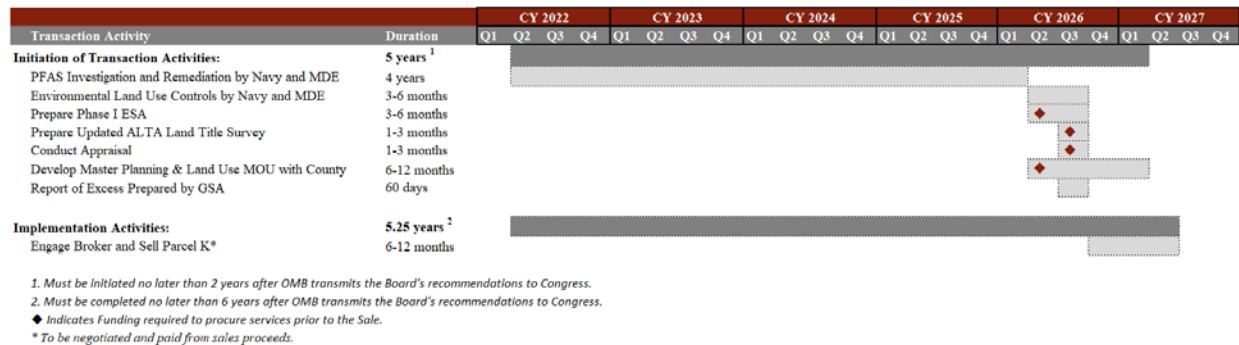 CY 2022 CY 2023 CY 2024 CY 2025 CY 2026 CY 2027
Transaction Activity Duration Q1 Q2 Q3 Q4 Q1 Q2 Q3 Q4 Q1 Q2 Q3 Q4 Q1 Q2 Q3 Q4 Q1 Q2 Q3 Q4 Q1 Q2 Q3 Q4
Initiation of Transaction Activities: 5 years 1
PFAS Investigation and Remediation by Navy and MDE 4 years
Environmental Land Use Controls by Navy and MDE 3-6 months
Prepare Phase I ESA 3-6 months
Prepare Updated ALTA Land Title Survey 1-3 months
Conduct Appraisal 1-3 months
Develop Master Planning & Land Use MOU with County 6-12 months
Report of Excess Prepared by GSA 60 days
Implementation Activities: 5.25 years 2
Engage Broker and Sell Parcel K* 6-12 months
1. Must be initiated no later than 2 years after OMB transmits the Board's recommendations to Congress.
2. Must be completed no later than 6 years after OMB transmits the Board's recommendations to Congress.
◆ Indicates Funding required to procure services prior to the Sale.
* To be negotiated and paid from sales proceeds.